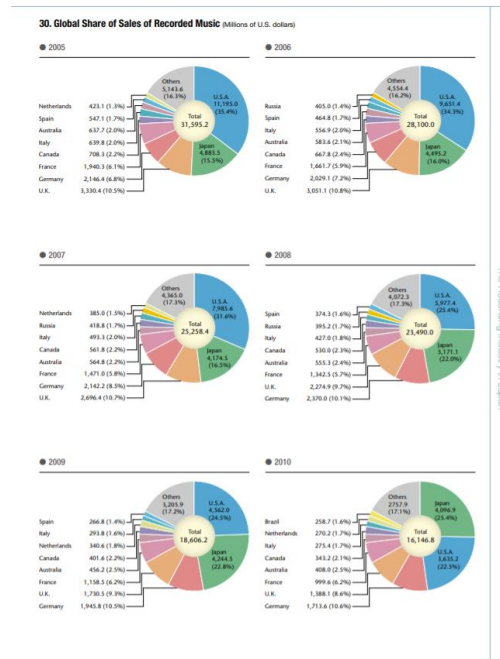 30. Global Share of Sales of Recorded Music (Millions of U.S. dollars)
2005
Others
5,143.6
(16.3%)
U.S.A.
11,195.0
(35.4%)
Total
31,595.2
Japan
4,883.5
(15.5%)
Netherlands 423.1 (1.3%)
Spain 547.1 (1.7%)
Australia 637.7 (2.0%)
Italy 639.8 (2.0%)
Canada 708.3 (2.2%)
France 1,940.3 (6.1%)
Germany 2,146.4 (6.8%)
U.K. 3,330.4 (10.5%)
2006
Others
4,554.4
(16.2%)
U.S.A.
9,651.4
(34.3%)
Total
28,100.0
Japan
4,495.2
(16.0%)
Russia 405.0 (1.4%)
Spain 464.8 (1.7%)
Italy 556.9 (2.0%)
Australia 583.6 (2.1%)
Canada 667.8 (2.4%)
France 1,661.7 (5.9%)
Germany 2,029.1 (7.2%)
U.K. 3,051.1 (10.8%)
2007
Others
4,365.0
(17.3%)
U.S.A.
7,985.6
(31.6%)
Total
25,258.4
Japan
4,174.5
(16.5%)
Netherlands 385.0 (1.5%)
Russia 418.8 (1.7%)
Italy 493.3 (2.0%)
Canada 561.8 (2.2%)
Australia 564.8 (2.2%)
France 1,471.0 (5.8%)
Germany 2,142.2 (8.5%)
U.K. 2,696.4 (10.7%)
2008
Others
4,072.3
(17.3%)
U.S.A.
5,977.4
(25.4%)
Total
23,490.0
Japan
5,171.1
(22.0%)
Spain 374.3 (1.6%)
Russia 395.2 (1.7%)
Italy 427.0 (1.8%)
Canada 530.0 (2.3%)
Australia 555.3 (2.4%)
France 1,342.5 (5.7%)
U.K. 2,274.9 (9.7%)
Germany 2,370.0 (10.1%)
2009
Others
3,205.9
(17.2%)
U.S.A.
4,562.0
(24.5%)
Total
18,606.2
Japan
4,244.5
(22.8%)
Spain 266.8 (1.4%)
Italy 293.8 (1.6%)
Netherlands 340.6 (1.8%)
Canada 401.6 (2.2%)
Australia 456.2 (2.5%)
France 1,158.5 (6.2%)
U.K. 1,730.5 (9.3%)
Germany 1,945.8 (10.5%)
2010
Others
2757.9
(17.1%)
Japan
4,096.9
(25.4%)
Total
16,146.8
U.S.A.
3,635.2
(22.5%)
Brazil 258.7 (1.6%)
Netherlands 270.2 (1.7%)
Italy 275.4 (1.7%)
Canada 343.2 (2.1%)
Australia 408.0 (2.5%)
France 999.6 (6.2%)
U.K. 1,388.1 (8.6%)
Germany 1,713.6 (10.6%)